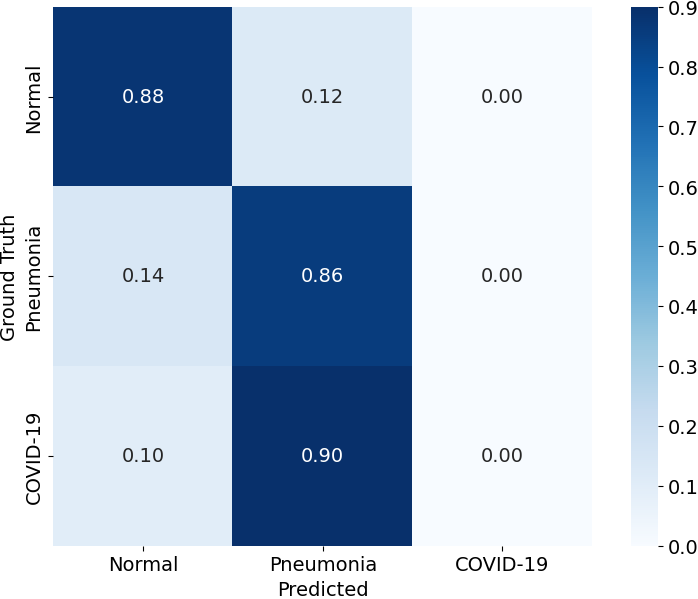 Ground Truth
Normal
0.88 0.12 0.00
Pneumonia
0.14 0.86 0.00
COVID-19
0.10 0.90 0.00
Normal Pneumonia COVID-19
Predicted
0.9
0.8
0.7
0.6
0.5
0.4
0.3
0.2
0.1
0.0